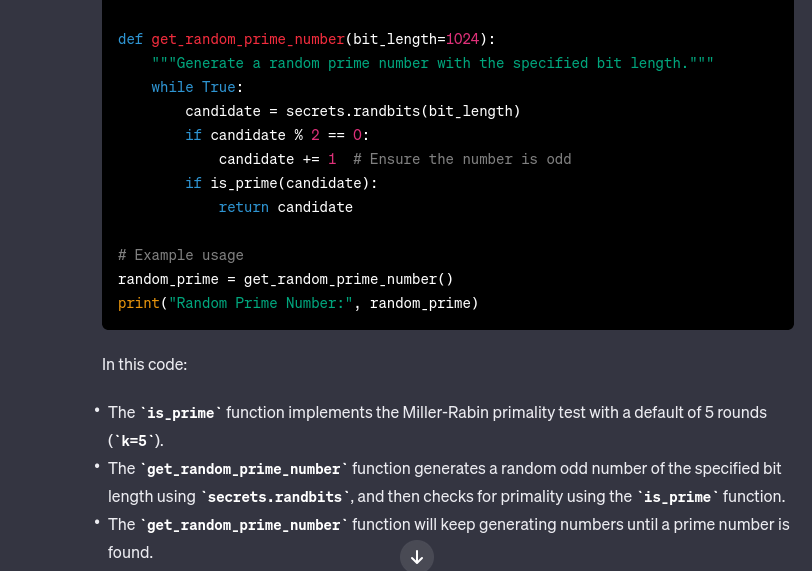 def get_random_prime_number(bit_length=1024):
    """Generate a random prime number with the specified bit length."""
    while True:
        candidate = secrets.randbits(bit_length)
        if candidate % 2 == 0:
            candidate += 1  # Ensure the number is odd
        if is_prime(candidate):
            return candidate
# Example usage
random_prime = get_random_prime_number()
print("Random Prime Number:", random_prime)
In this code:
• The `is_prime` function implements the Miller-Rabin primality test with a default of 5 rounds
(`k=5`).
• The `get_random_prime_number` function generates a random odd number of the specified bit
length using `secrets.randbits`, and then checks for primality using the `is_prime` function.
• The `get_random_prime_number` function will keep generating numbers until a prime number is
found.